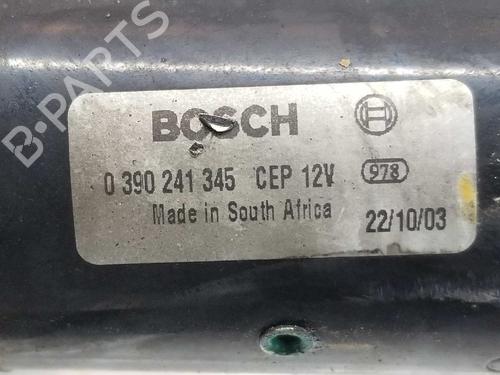 B-PARTS
BOSCH
0 390 241 345 CEP 12V 978
Made in South Africa 22/10/03